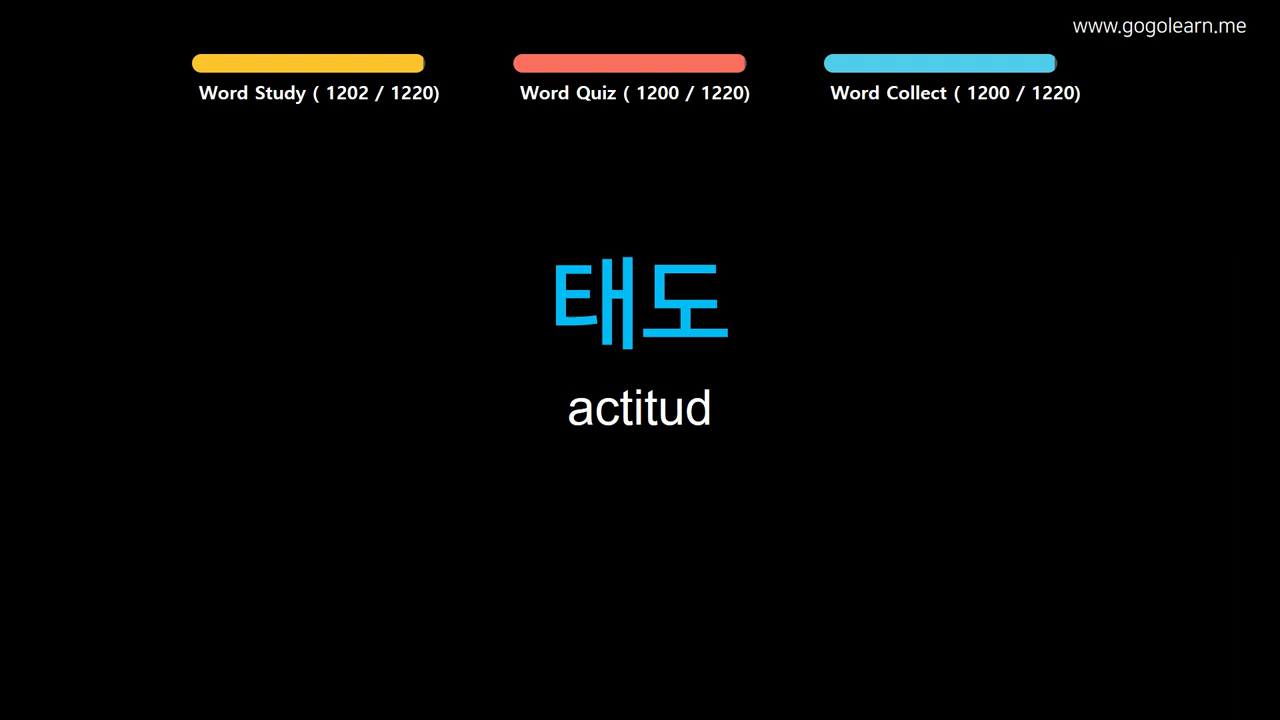 www.gogolearn.me
Word Study ( 1202 / 1220)
Word Quiz ( 1200 / 1220)
Word Collect ( 1200 / 1220)
태도
actitud